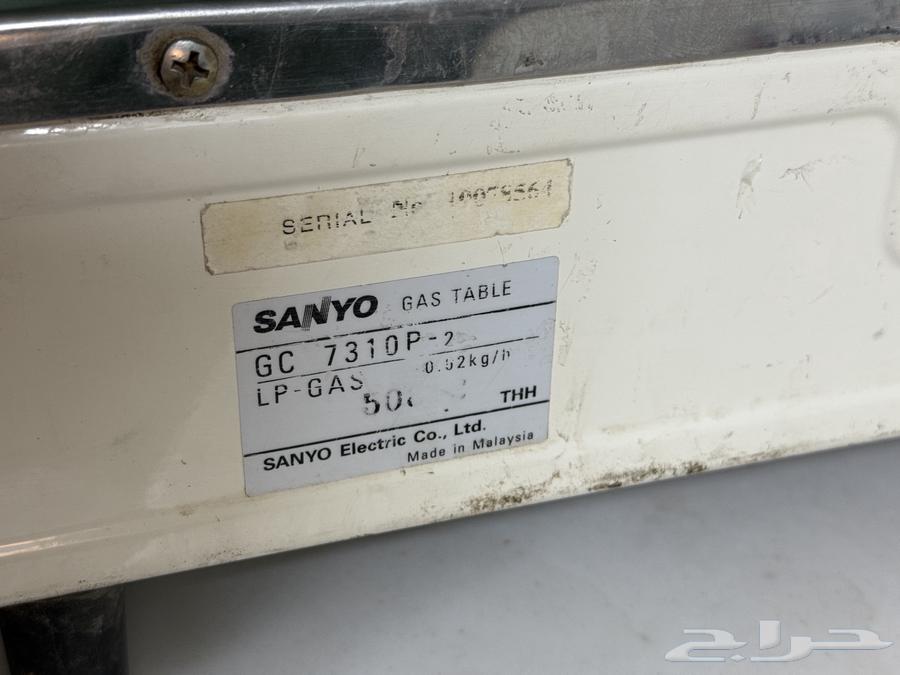 SERIAL No 10079564
SANYO GAS TABLE
GC 7310P-2
0.52kg/h
LP-GAS
THH
SANYO Electric Co., Ltd.
Made in Malaysia
حراج